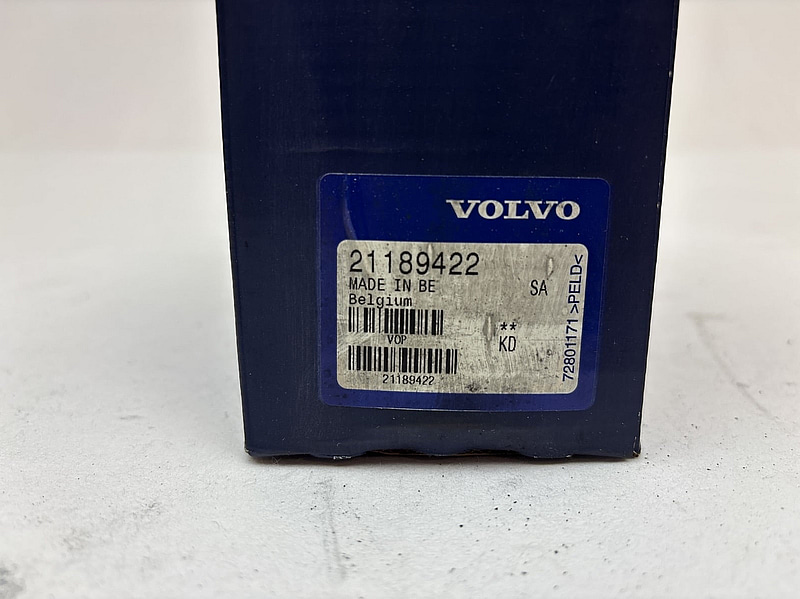 VOLVO
21189422
MADE IN BE
SA
Belgium
**
VOP
KD
21189422
72801171 >PELD<